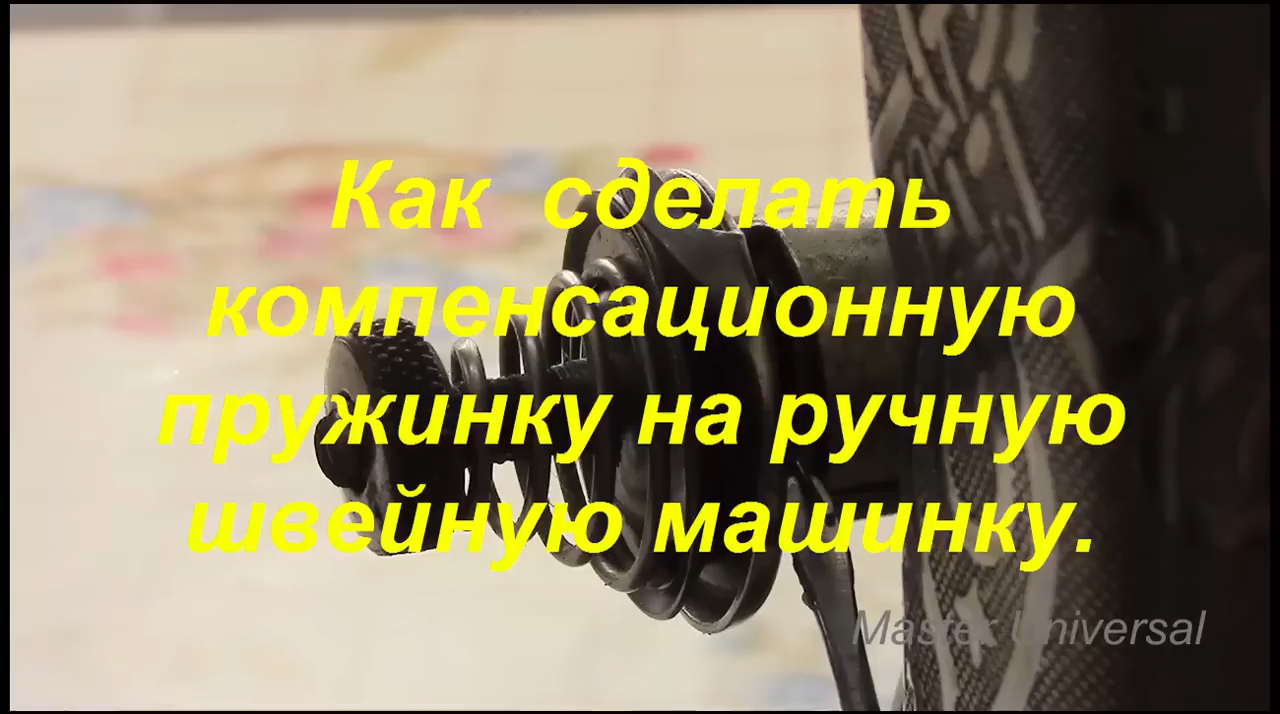 Как сделать
компенсационную
пружинку на ручную
швейную машинку.
Master Universal